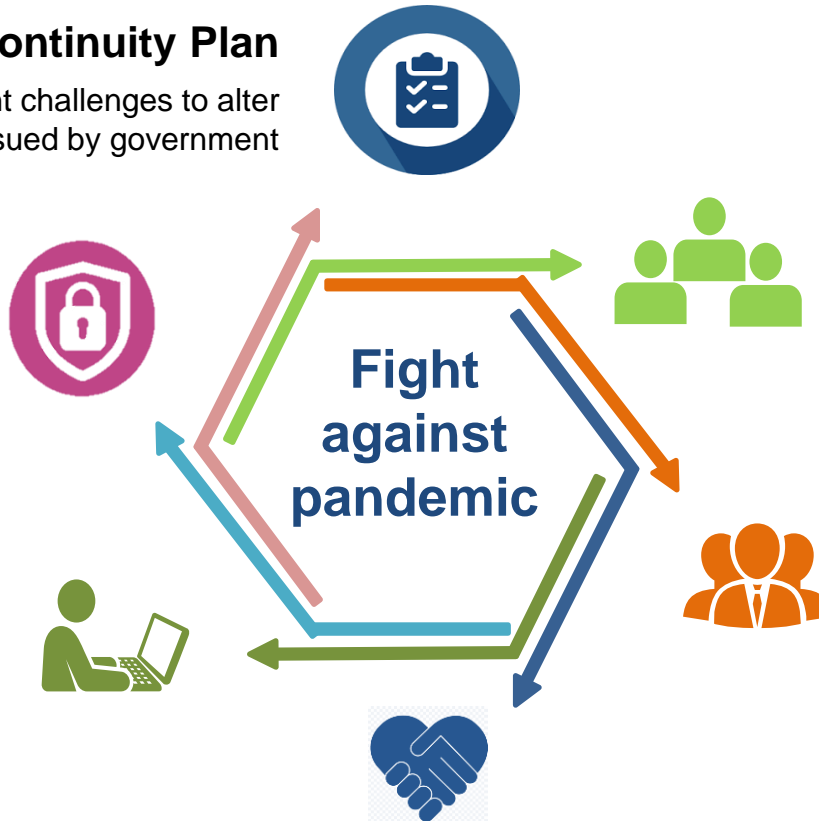 ontinuity Plan
t challenges to alter
sued by government
Fight
against
pandemic